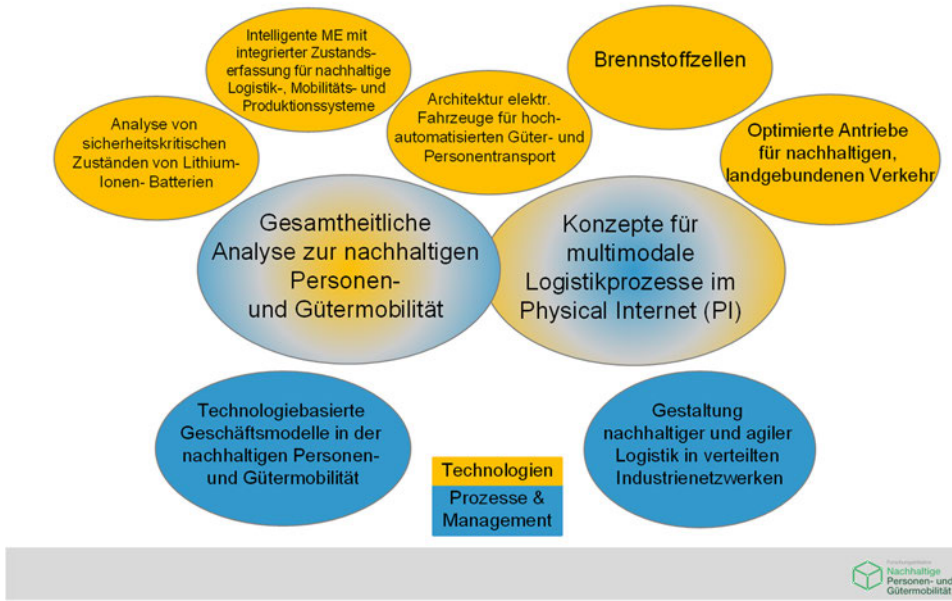 Intelligente ME mit
integrierter Zustands-
erfassung für nachhaltige
Logistik-, Mobilitäts- und
Produktionssysteme
Brennstoffzellen
Architektur elektr.
Fahrzeuge für hoch-
automatisierten Güter- und
Personentransport
Analyse von
sicherheitskritischen
Zuständen von Lithium-
Ionen- Batterien
Optimierte Antriebe
für nachhaltigen,
landgebundenen Verkehr
Gesamtheitliche
Analyse zur nachhaltigen
Personen-
und Gütermobilität
Konzepte für
multimodale
Logistikprozesse im
Physical Internet (PI)
Technologiebasierte
Geschäftsmodelle in der
nachhaltigen Personen-
und Gütermobilität
Gestaltung
nachhaltiger und agiler
Logistik in verteilten
Industrienetzwerken
Technologien
Prozesse &
Management
Nachhaltige
Personen- und
Gütermobilität